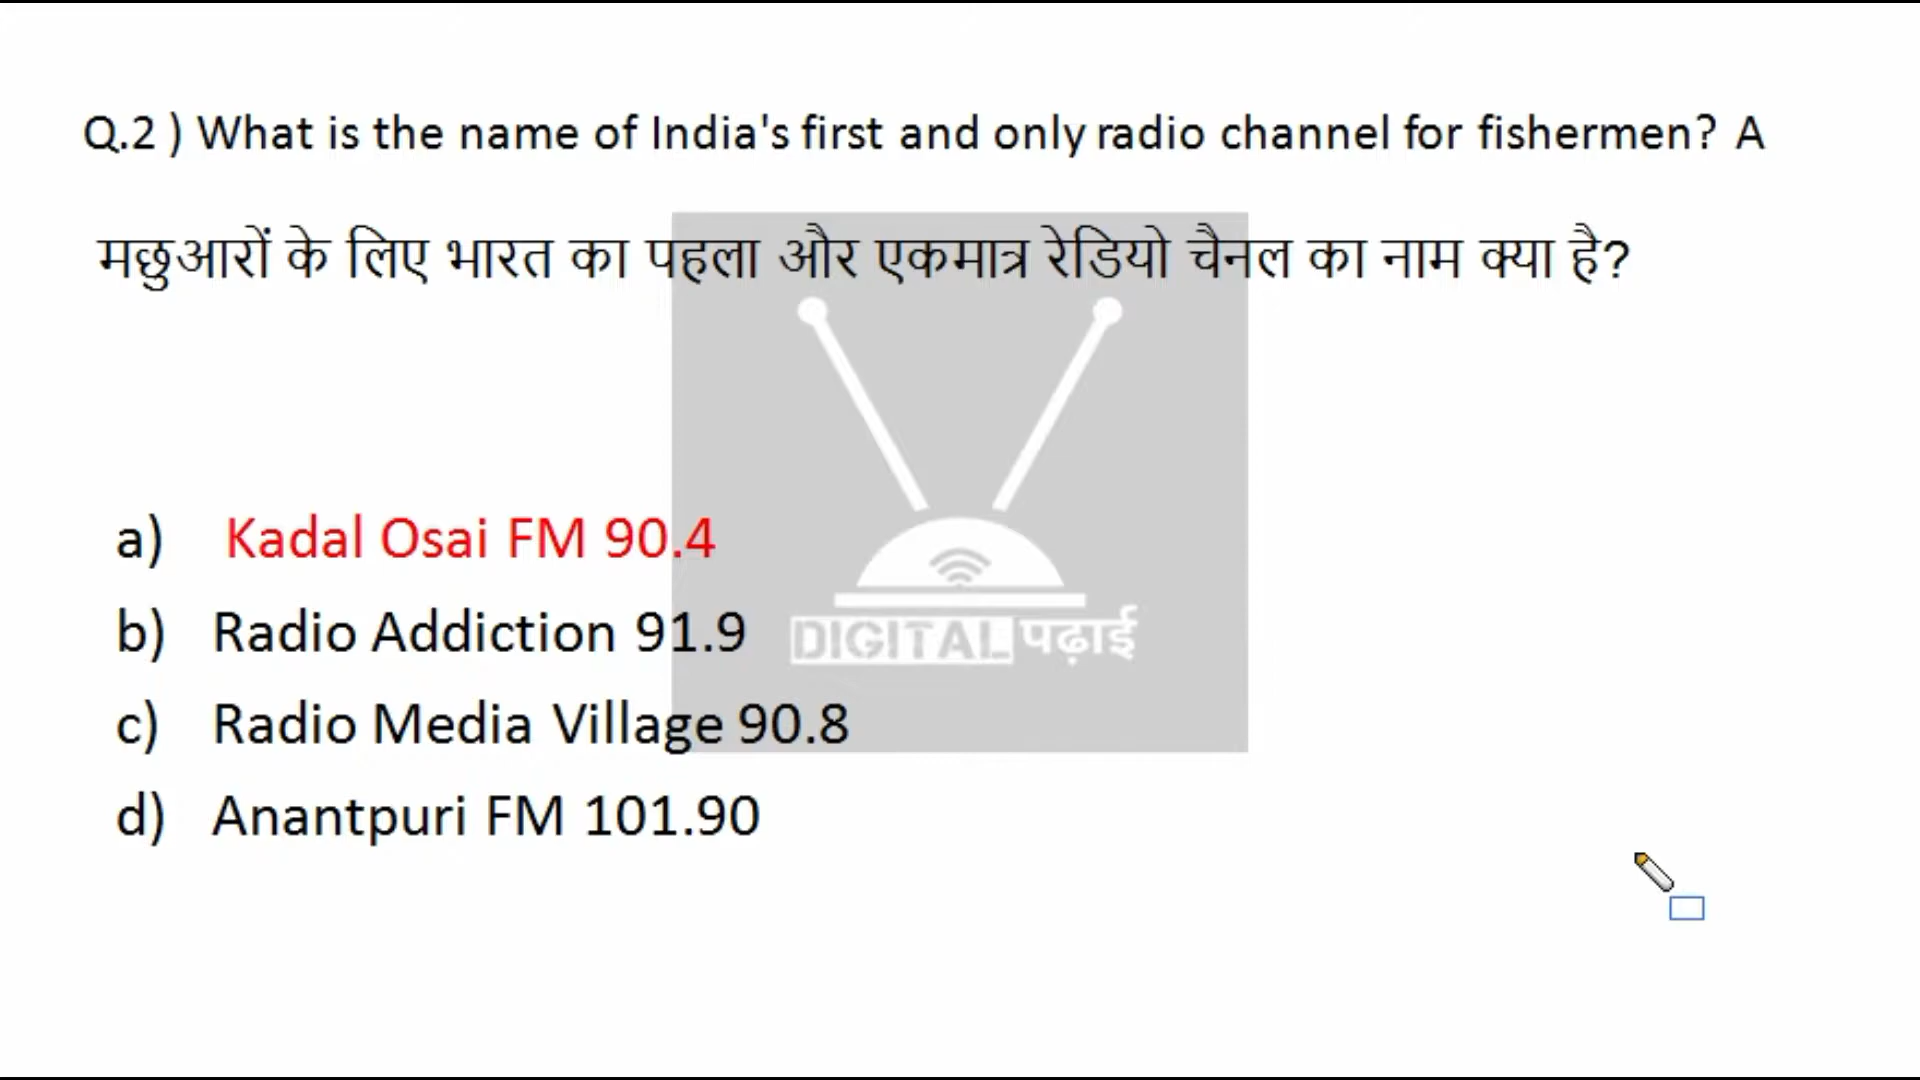 Q.2 ) What is the name of India's first and only radio channel for fishermen? A
मछुआरों के लिए भारत का पहला और एकमात्र रेडियो चैनल का नाम क्या है?
a) Kadal Osai FM 90.4
b) Radio Addiction 91.9
DIGITAL पढ़ाई
c) Radio Media Village 90.8
d) Anantpuri FM 101.90